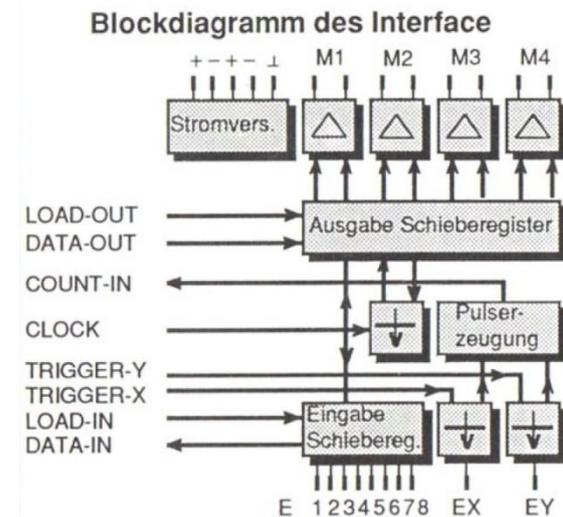 Blockdiagramm des Interface
+ - + - ⊥ M1 M2 M3 M4
Stromvers.
LOAD-OUT
DATA-OUT
Ausgabe Schieberegister
COUNT-IN
CLOCK
Pulser-
zeugung
TRIGGER-Y
TRIGGER-X
LOAD-IN
DATA-IN
Eingabe
Schiebereg.
E 12345678 EX EY